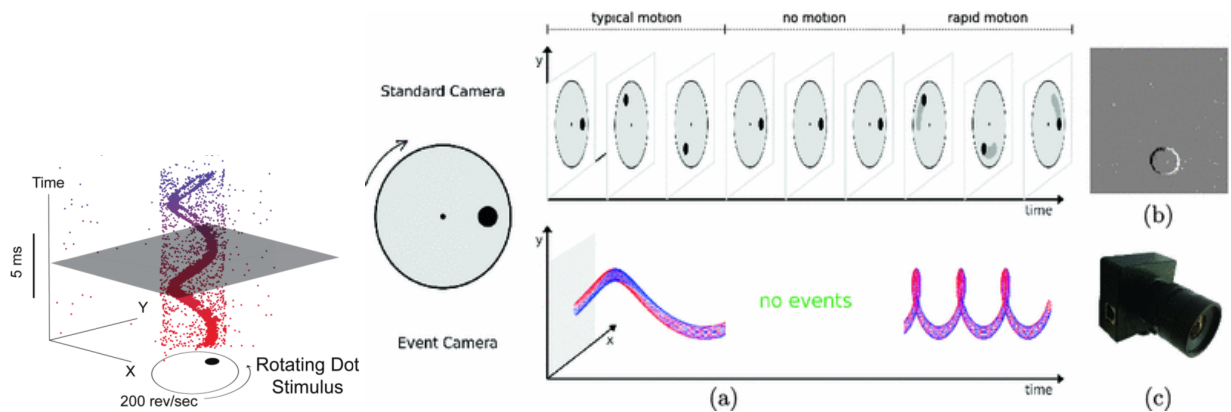 Time
5 ms
Y
X
200 rev/sec
Rotating Dot
Stimulus
Standard Camera
Event Camera
typical motion
no motion
rapid motion
y
time
y
no events
x
(a)
time
(b)
(c)